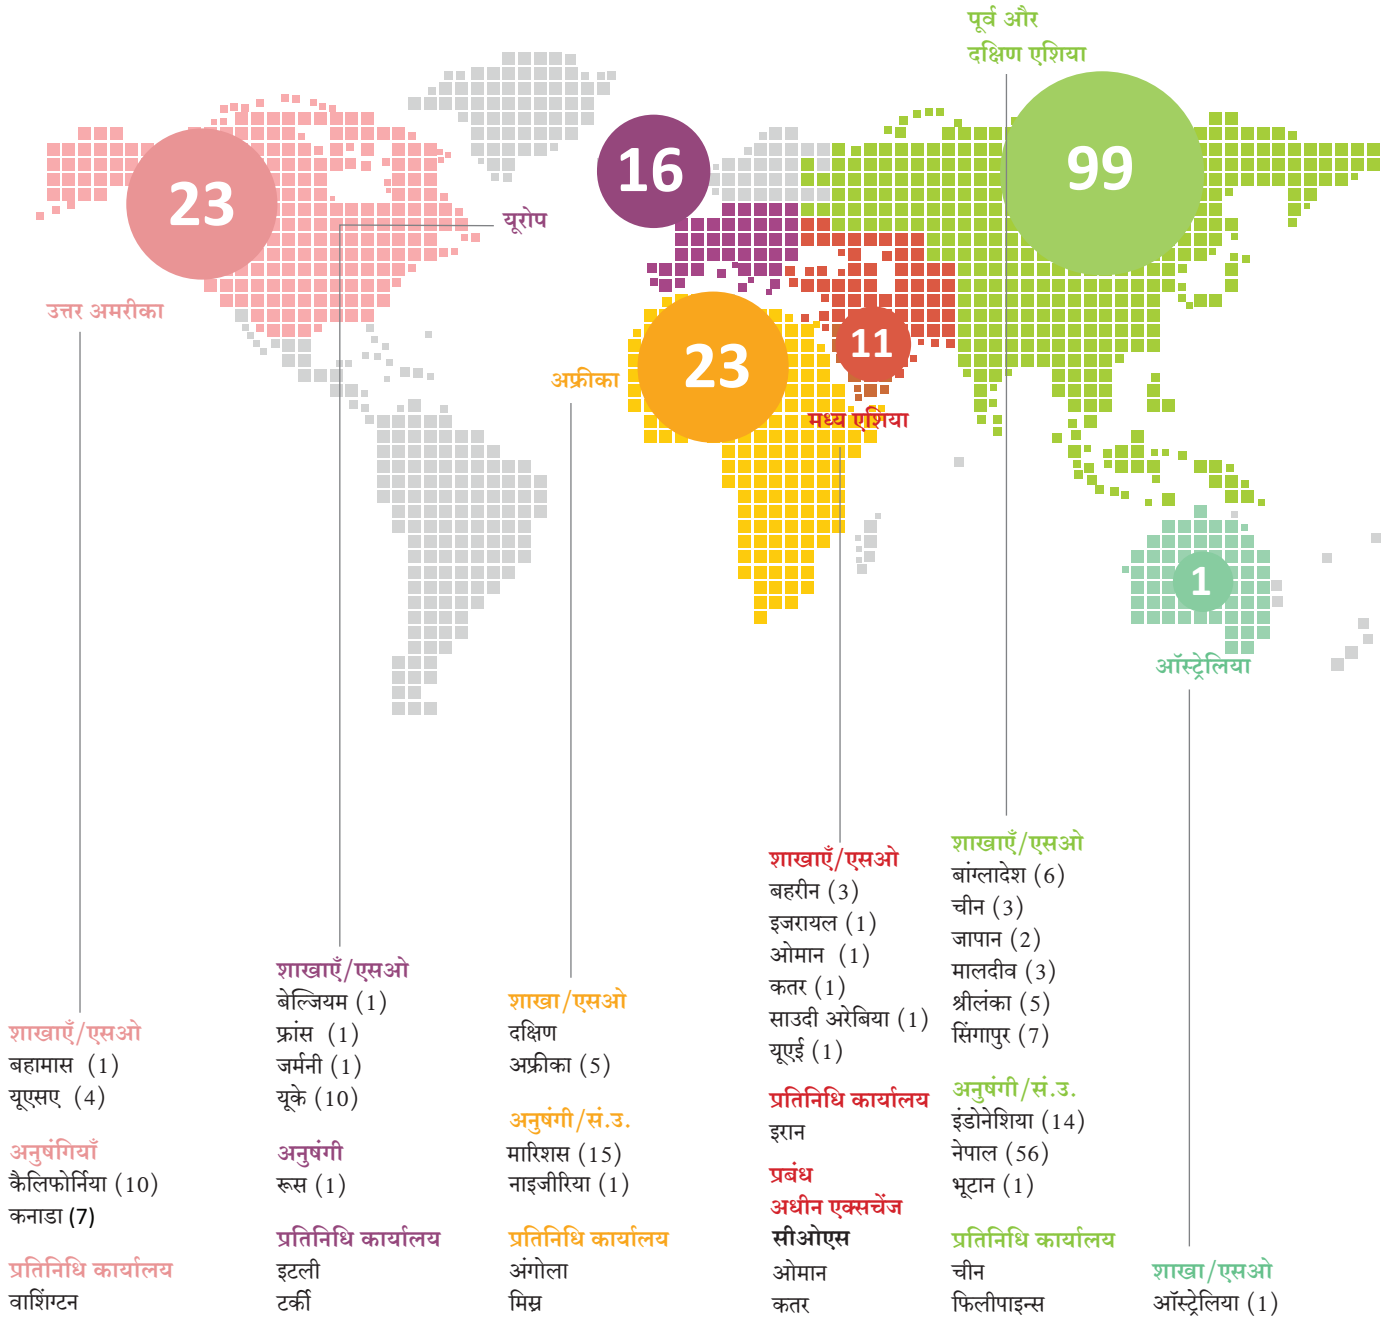 पूर्व और
दक्षिण एशिया
99
16
23
यूरोप
उत्तर अमरीका
11
23
अफ्रीका
मध्य एशिया
1
ऑस्ट्रेलिया
शाखाएँ/एसओ
बहामास (1)
यूएसए (4)
अनुषंगियाँ
कैलिफोर्निया (10)
कनाडा (7)
प्रतिनिधि कार्यालय
वाशिंग्टन
शाखाएँ/एसओ
बेल्जियम (1)
फ्रांस (1)
जर्मनी (1)
यूके (10)
अनुषंगी
रूस (1)
प्रतिनिधि कार्यालय
इटली
टर्की
शाखा/एसओ
दक्षिण
अफ्रीका (5)
अनुषंगी/सं.उ.
मारिशस (15)
नाइजीरिया (1)
प्रतिनिधि कार्यालय
अंगोला
मिस्र
शाखाएँ/एसओ
बहरीन (3)
इजरायल (1)
ओमान (1)
कतर (1)
साउदी अरेबिया (1)
यूएई (1)
प्रतिनिधि कार्यालय
इरान
प्रबंध
अधीन एक्सचेंज
सीओएस
ओमान
कतर
शाखाएँ/एसओ
बांग्लादेश (6)
चीन (3)
जापान (2)
मालदीव (3)
श्रीलंका (5)
सिंगापुर (7)
अनुषंगी/सं.उ.
इंडोनेशिया (14)
नेपाल (56)
भूटान (1)
प्रतिनिधि कार्यालय
चीन
फिलीपाइन्स
शाखा/एसओ
ऑस्ट्रेलिया (1)